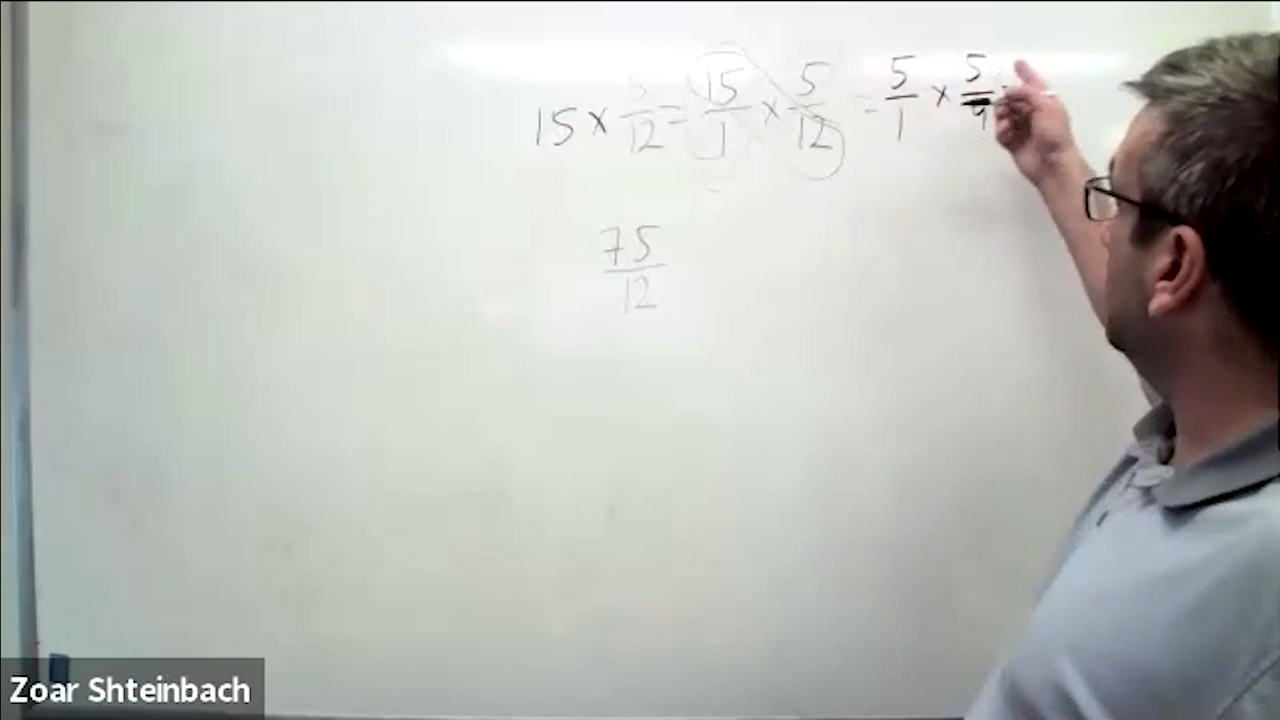 15 × 5/12 = 15/1 × 5/12 = 5/1 × 5/4 =
75/12
Zoar Shteinbach